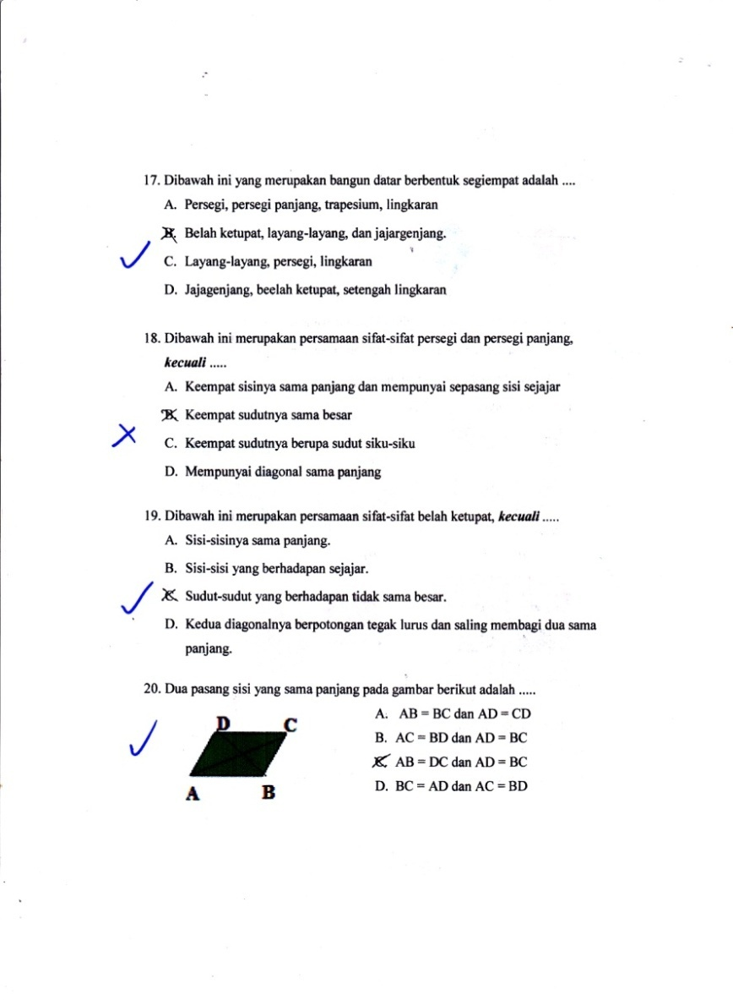 17. Dibawah ini yang merupakan bangun datar berbentuk segiempat adalah ....
A. Persegi, persegi panjang, trapesium, lingkaran
B. Belah ketupat, layang-layang, dan jajargenjang.
C. Layang-layang, persegi, lingkaran
D. Jajagenjang, beelah ketupat, setengah lingkaran
18. Dibawah ini merupakan persamaan sifat-sifat persegi dan persegi panjang,
kecuali .....
A. Keempat sisinya sama panjang dan mempunyai sepasang sisi sejajar
B. Keempat sudutnya sama besar
C. Keempat sudutnya berupa sudut siku-siku
D. Mempunyai diagonal sama panjang
19. Dibawah ini merupakan persamaan sifat-sifat belah ketupat, kecuali .....
A. Sisi-sisinya sama panjang.
B. Sisi-sisi yang berhadapan sejajar.
C. Sudut-sudut yang berhadapan tidak sama besar.
D. Kedua diagonalnya berpotongan tegak lurus dan saling membagi dua sama
panjang.
20. Dua pasang sisi yang sama panjang pada gambar berikut adalah .....
D C
A B
A. AB = BC dan AD = CD
B. AC = BD dan AD = BC
C. AB = DC dan AD = BC
D. BC = AD dan AC = BD